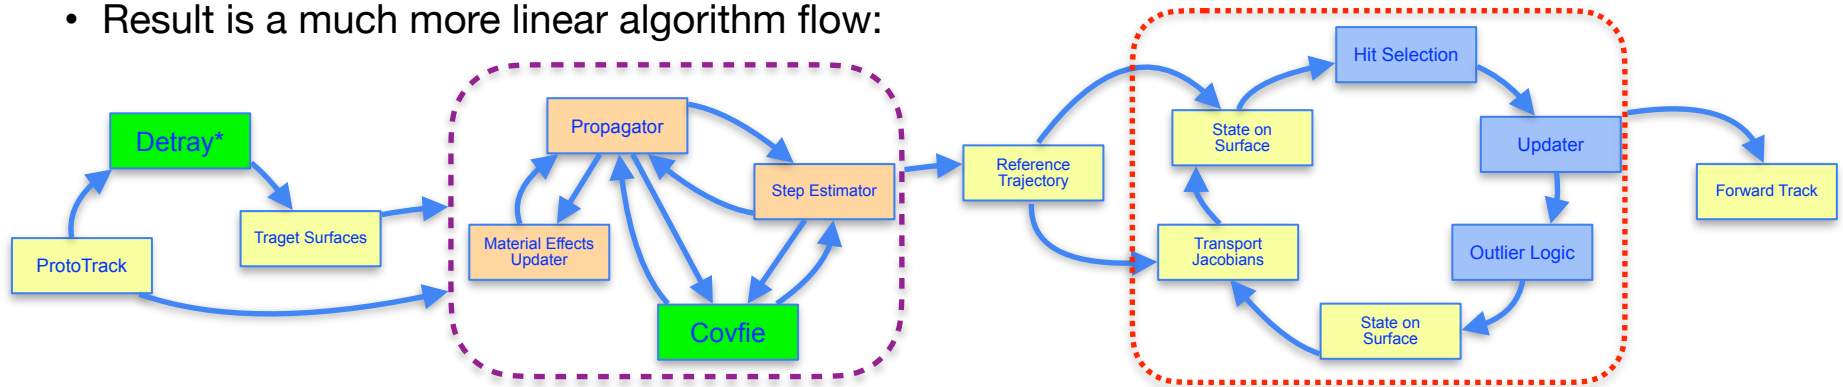 • Result is a much more linear algorithm flow:
Detray*
Traget Surfaces
ProtoTrack
Propagator
Step Estimator
Material Effects
Updater
Covfie
Reference
Trajectory
Hit Selection
State on
Surface
Updater
Transport
Jacobians
Outlier Logic
State on
Surface
Forward Track